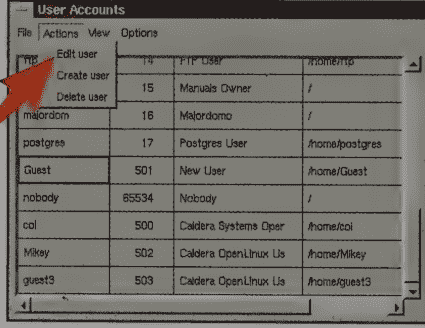 User Accounts
File Actions View Options
Edit user
Create user
Delete user
ftp 14 FTP User /home/ftp
15 Manuals Owner /
majordom 16 Majordomo /
postgres 17 Postgres User /home/postgres
Guest 501 New User /home/Guest
nobody 65534 Nobody /
col 500 Caldera Systems Oper /home/col
Mikey 502 Caldera OpenLinux Us /home/Mikey
guest3 503 Caldera OpenLinux Us /home/guest3